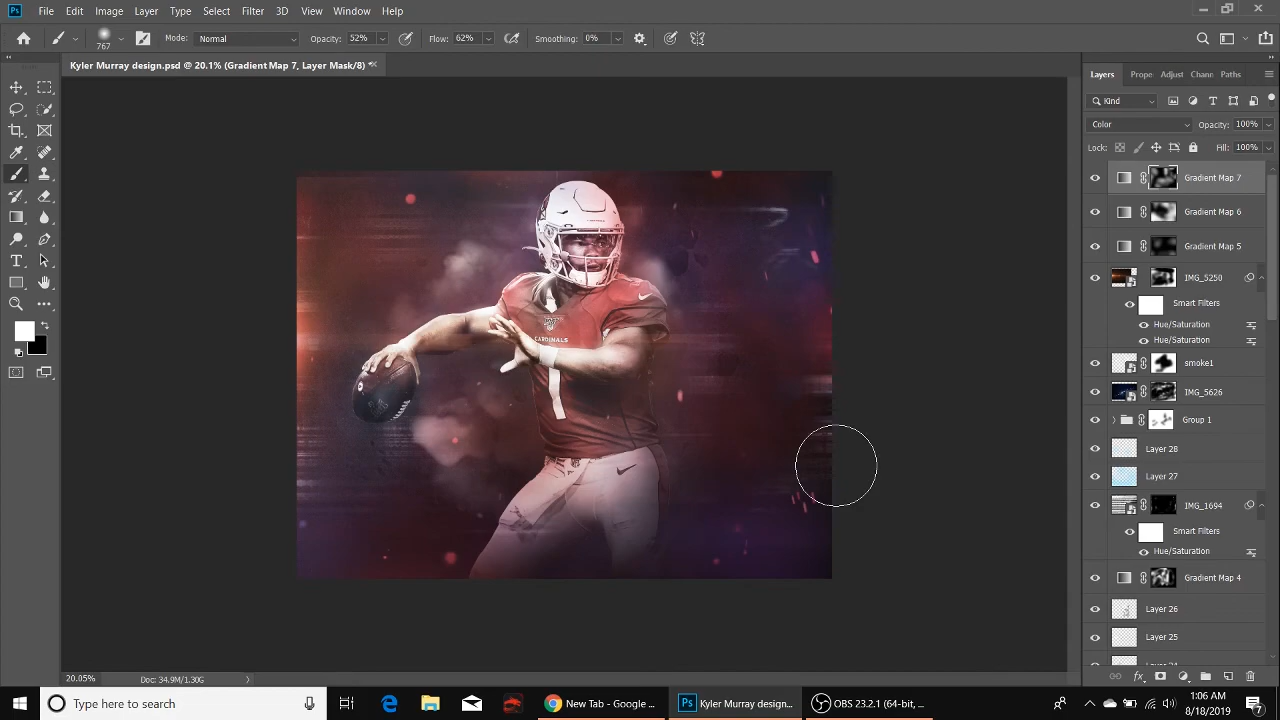 Ps File Edit Image Layer Type Select Filter 3D View Window Help
767 Mode: Normal Opacity: 52% Flow: 62% Smoothing: 0%
Kyler Murray design.psd @ 20.1% (Gradient Map 7, Layer Mask/8) *
Layers Prope Adjust Chann Paths
Kind
Color Opacity: 100%
Lock: Fill: 100%
Gradient Map 7
Gradient Map 6
Gradient Map 5
IMG_5250
Smart Filters
Hue/Saturation
Hue/Saturation
smoke1
IMG_5626
Group 1
Layer 28
Layer 27
IMG_1694
Smart Filters
Hue/Saturation
Gradient Map 4
Layer 26
Layer 25
CARDINALS
1
20.05% Doc: 34.9M/1.30G
Type here to search
New Tab - Google ...
Ps Kyler Murray design...
OBS 23.2.1 (64-bit, ...
1:06 AM
8/18/2019